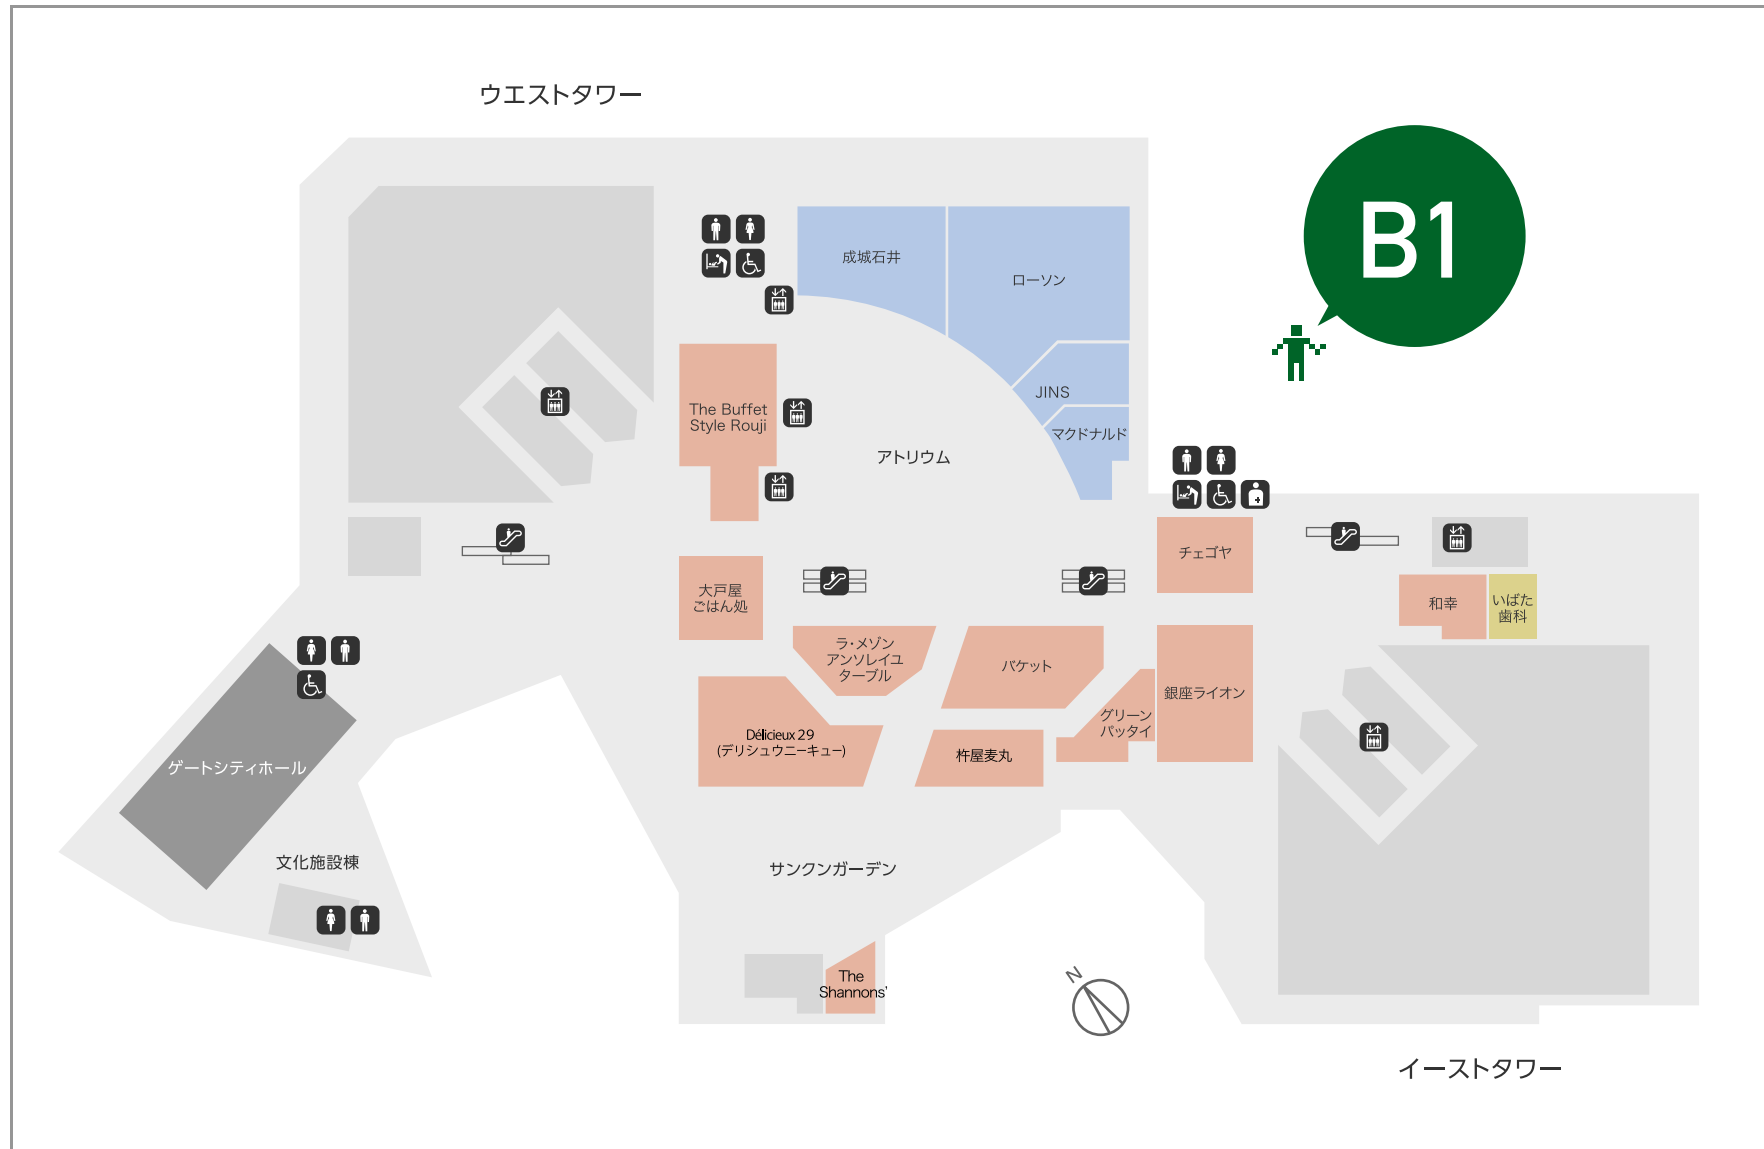 ウエストタワー
B1
成城石井
ローソン
JINS
マクドナルド
The Buffet
Style Rouji
アトリウム
チェゴヤ
大戸屋
ごはん処
和幸
いばた
歯科
ラ・メゾン
アンソレイユ
ターブル
バケット
銀座ライオン
グリーン
パッタイ
Délicieux 29
(デリシュウニーキュー)
杵屋麦丸
ゲートシティホール
文化施設棟
サンクンガーデン
The
Shannons'
N
イーストタワー